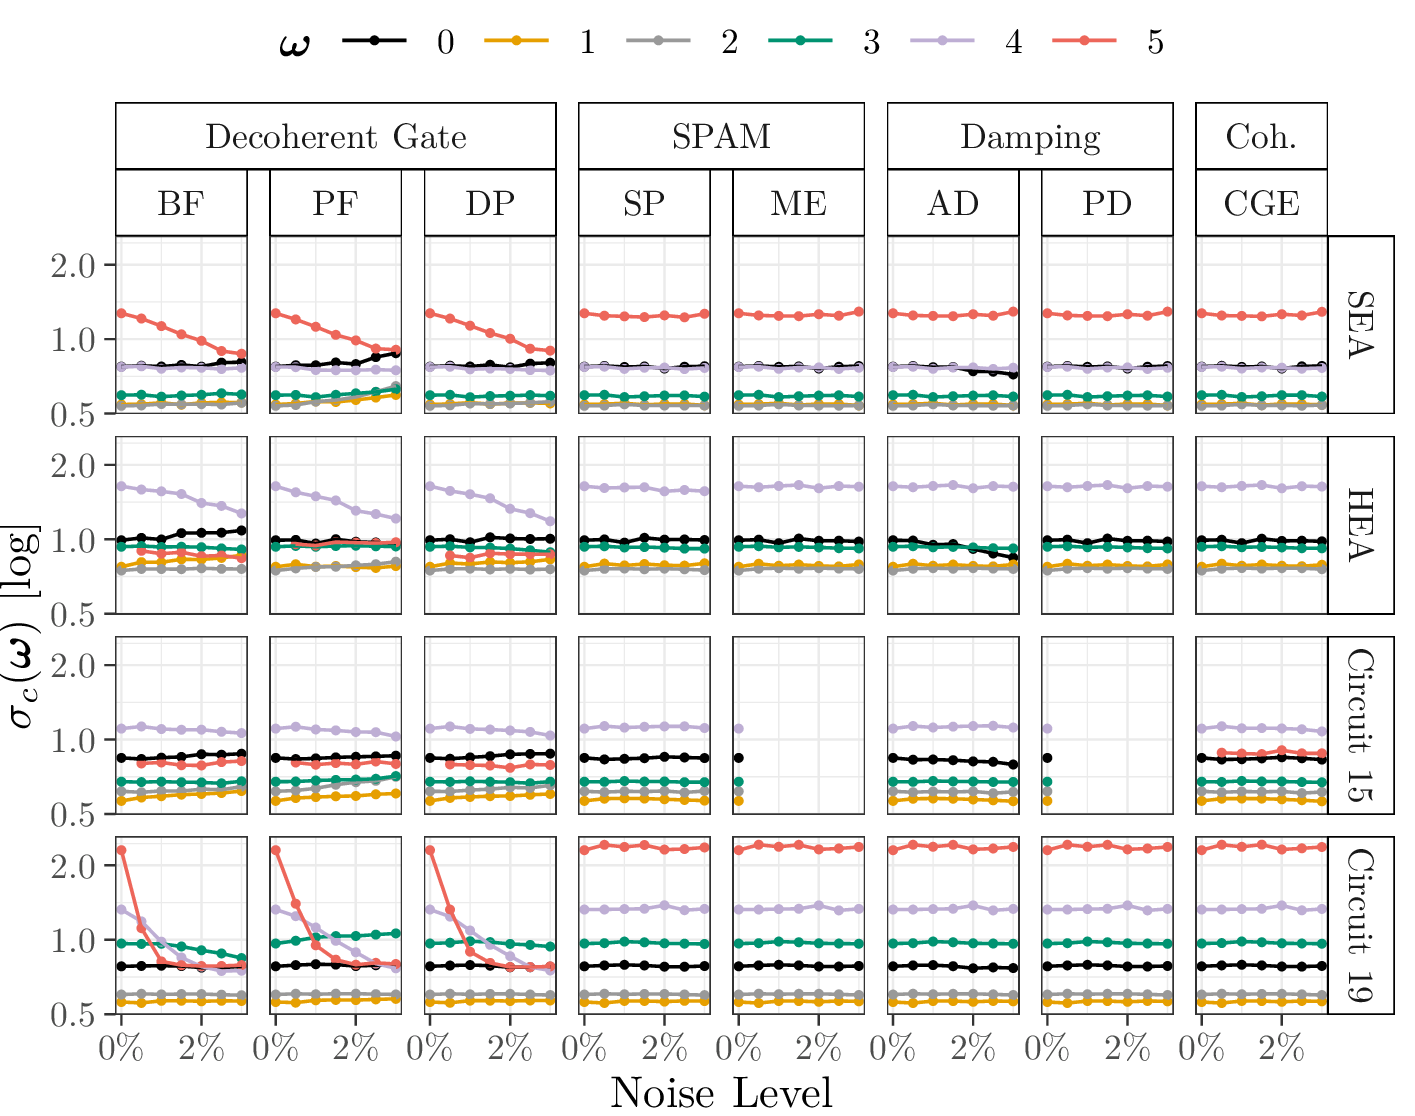 ω 0 1 2 3 4 5
Decoherent Gate SPAM Damping Coh.
BF PF DP SP ME AD PD CGE
2.0
1.0
0.5
SEA
2.0
1.0
0.5
HEA
2.0
1.0
0.5
Circuit 15
2.0
1.0
0.5
Circuit 19
σc(ω) [log]
0% 2% 0% 2% 0% 2% 0% 2% 0% 2% 0% 2% 0% 2% 0% 2%
Noise Level